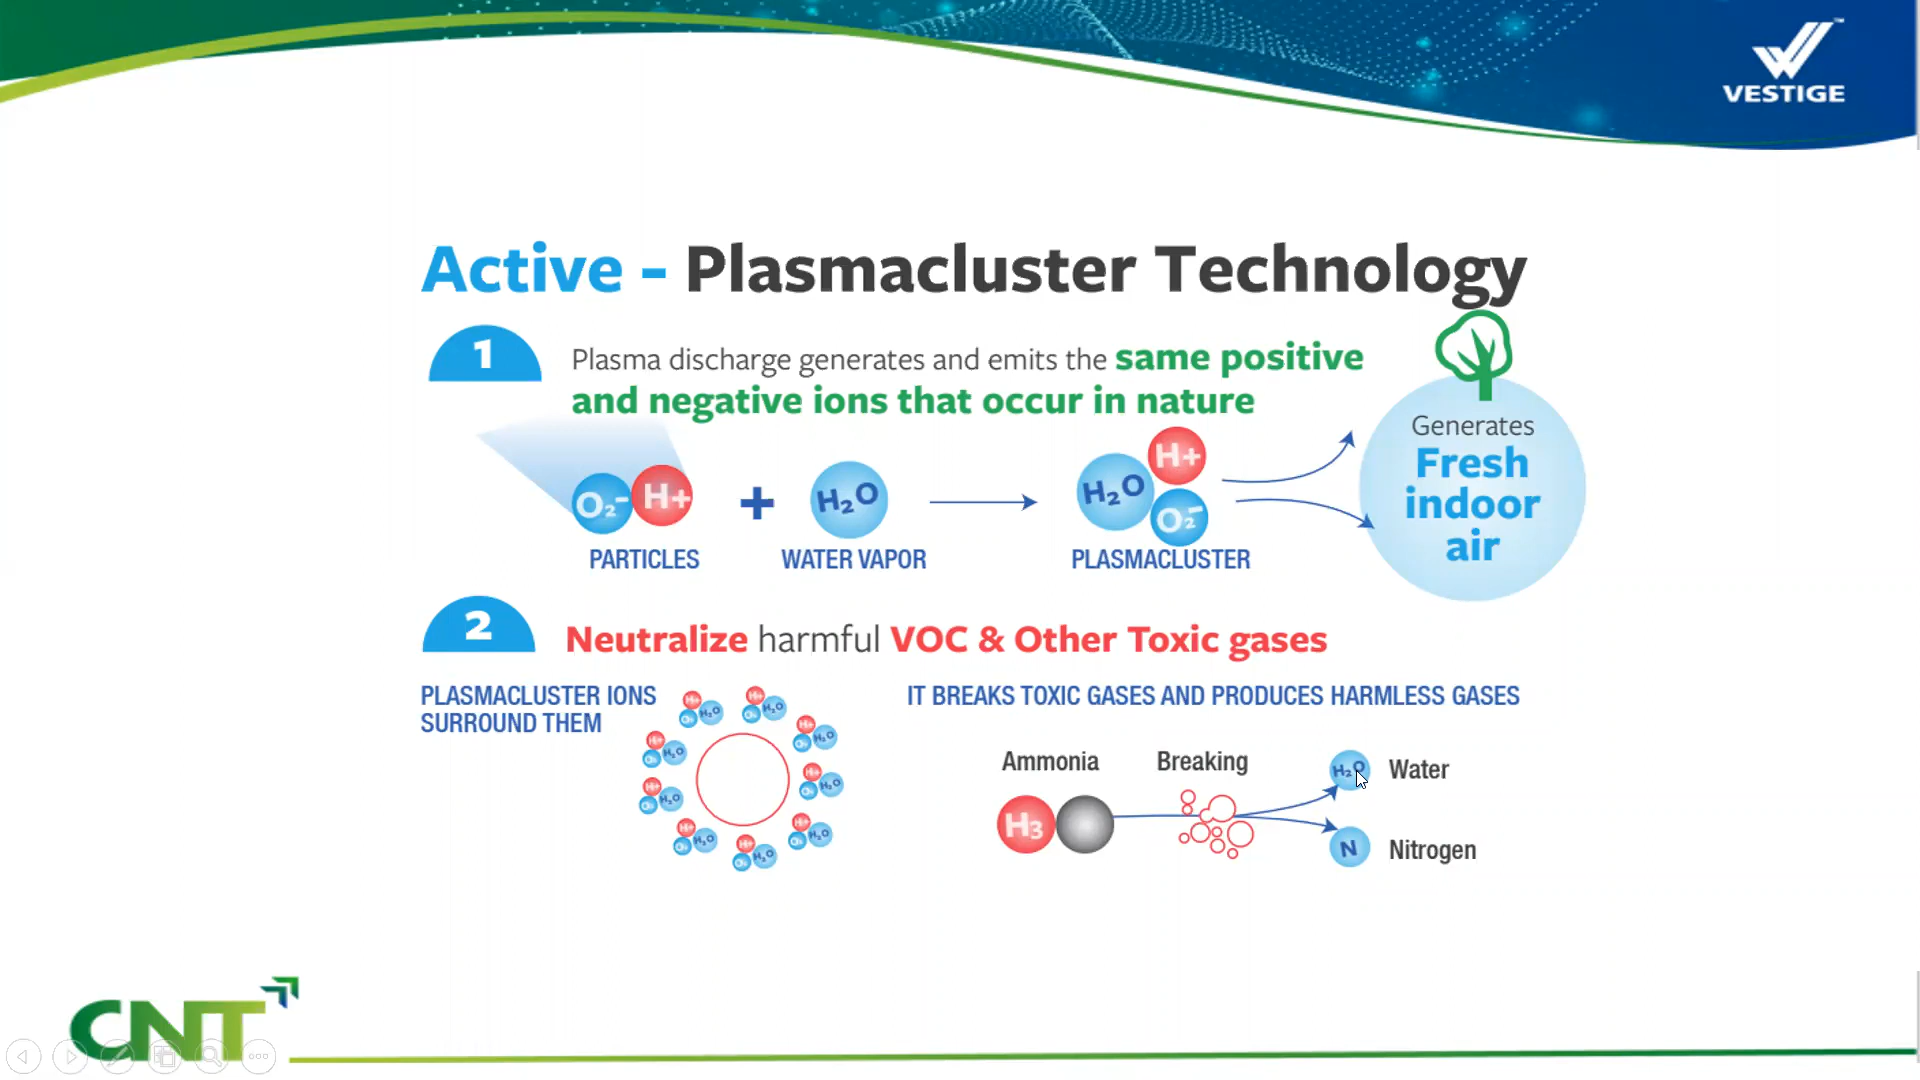 VESTIGE
Active - Plasmacluster Technology
1
Plasma discharge generates and emits the same positive
and negative ions that occur in nature
O₂⁻ H+
+
H₂O
H₂O H+ O₂⁻
PARTICLES
WATER VAPOR
PLASMACLUSTER
Generates
Fresh
indoor
air
2
Neutralize harmful VOC & Other Toxic gases
PLASMACLUSTER IONS
SURROUND THEM
IT BREAKS TOXIC GASES AND PRODUCES HARMLESS GASES
Ammonia
Breaking
H₃
H₂O Water
N Nitrogen
CNT